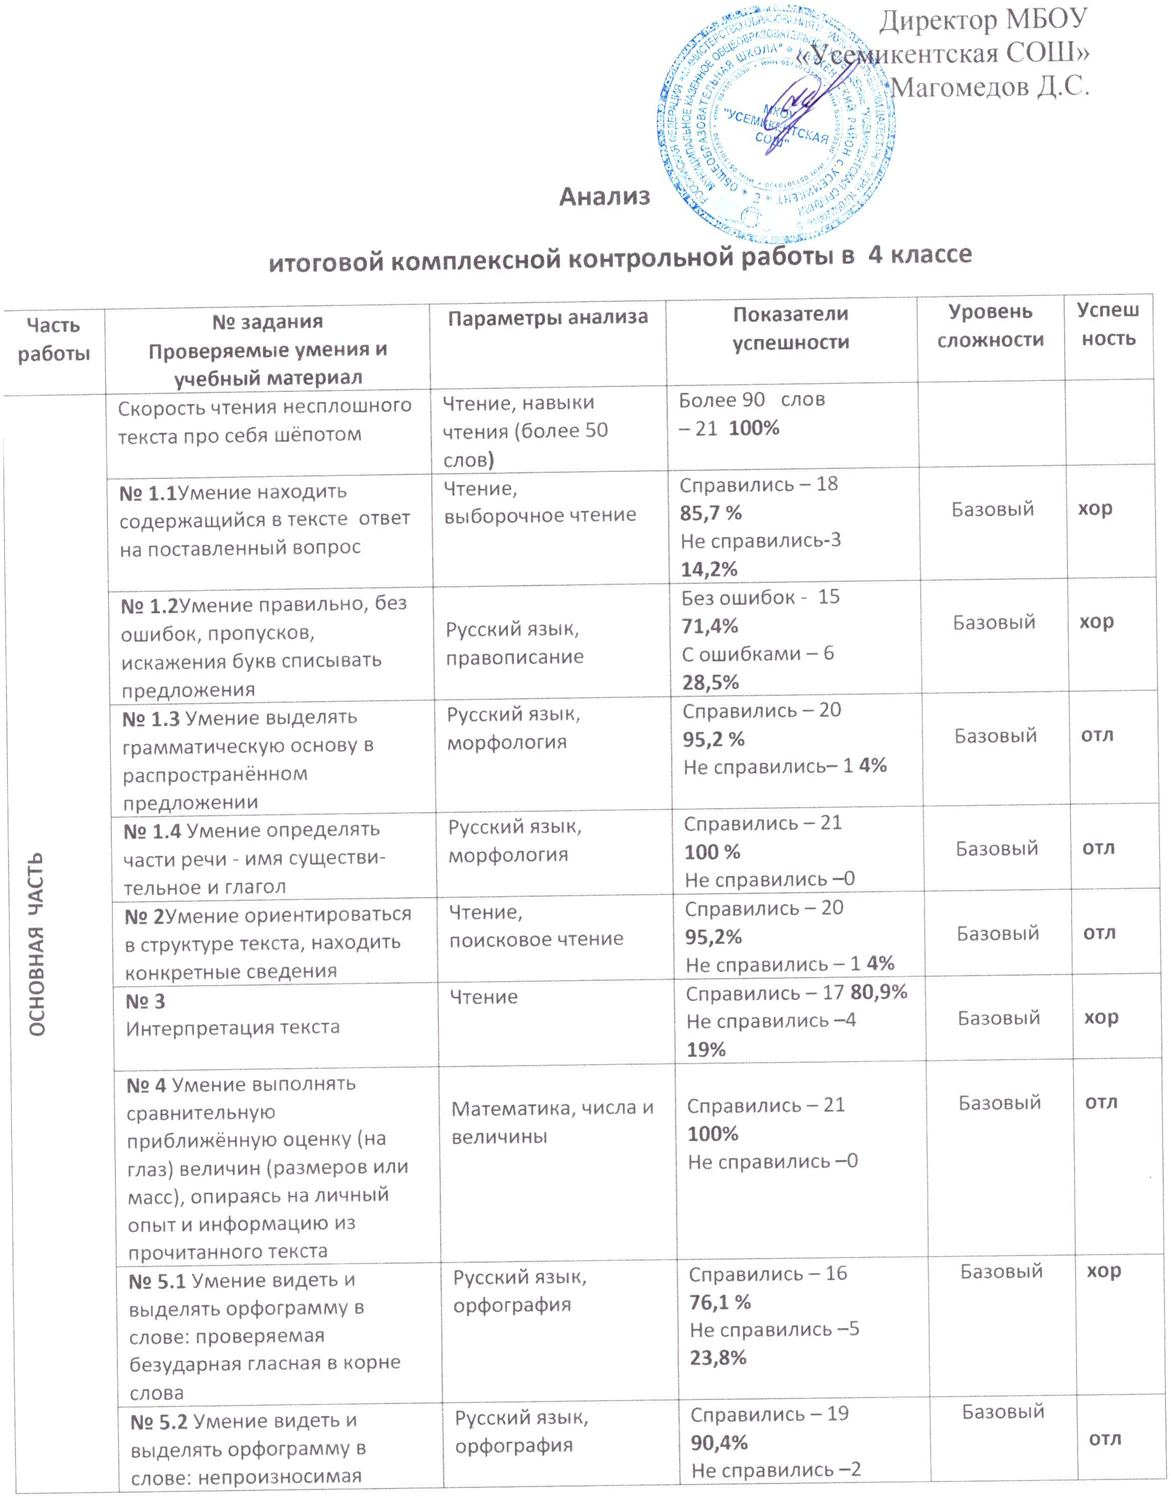 Директор МБОУ
«Усемикентская СОШ»
Магомедов Д.С.
МКОУ
"УСЕМИКЕНТСКАЯ
СОШ"
Анализ
итоговой комплексной контрольной работы в 4 классе
Часть
работы
№ задания
Проверяемые умения и
учебный материал
Параметры анализа
Показатели
успешности
Уровень
сложности
Успеш
ность
ОСНОВНАЯ ЧАСТЬ
Скорость чтения несплошного
текста про себя шёпотом
Чтение, навыки
чтения (более 50
слов)
Более 90 слов
– 21 100%
№ 1.1Умение находить
содержащийся в тексте ответ
на поставленный вопрос
Чтение,
выборочное чтение
Справились – 18
85,7 %
Не справились-3
14,2%
Базовый
хор
№ 1.2Умение правильно, без
ошибок, пропусков,
искажения букв списывать
предложения
Русский язык,
правописание
Без ошибок - 15
71,4%
С ошибками – 6
28,5%
Базовый
хор
№ 1.3 Умение выделять
грамматическую основу в
распространённом
предложении
Русский язык,
морфология
Справились – 20
95,2 %
Не справились– 1 4%
Базовый
отл
№ 1.4 Умение определять
части речи - имя существи-
тельное и глагол
Русский язык,
морфология
Справились – 21
100 %
Не справились –0
Базовый
отл
№ 2Умение ориентироваться
в структуре текста, находить
конкретные сведения
Чтение,
поисковое чтение
Справились – 20
95,2%
Не справились – 1 4%
Базовый
отл
№ 3
Интерпретация текста
Чтение
Справились – 17 80,9%
Не справились –4
19%
Базовый
хор
№ 4 Умение выполнять
сравнительную
приближённую оценку (на
глаз) величин (размеров или
масс), опираясь на личный
опыт и информацию из
прочитанного текста
Математика, числа и
величины
Справились – 21
100%
Не справились –0
Базовый
отл
№ 5.1 Умение видеть и
выделять орфограмму в
слове: проверяемая
безударная гласная в корне
слова
Русский язык,
орфография
Справились – 16
76,1 %
Не справились –5
23,8%
Базовый
хор
№ 5.2 Умение видеть и
выделять орфограмму в
слове: непроизносимая
Русский язык,
орфография
Справились – 19
90,4%
Не справились –2
Базовый
отл